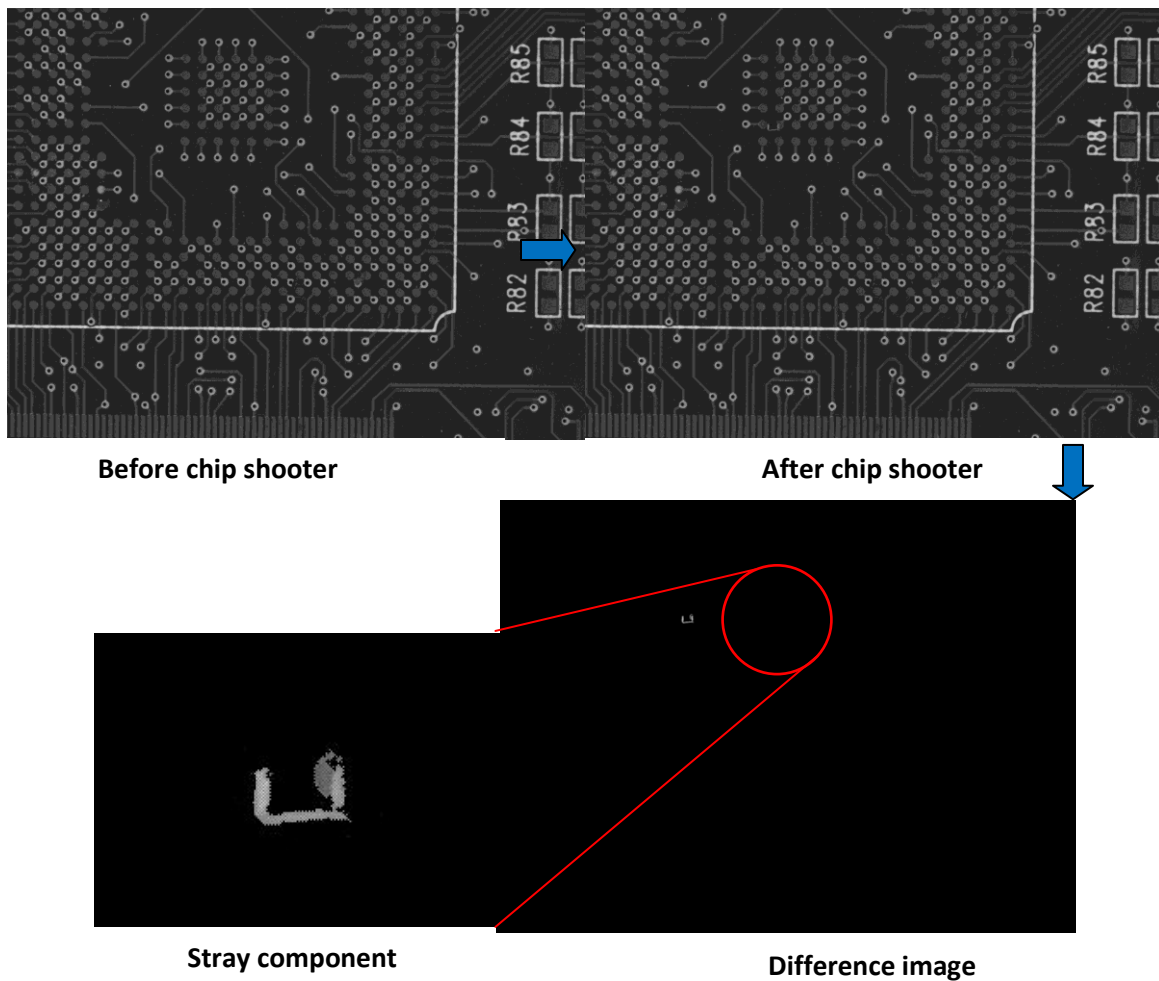 R85
R84
R83
R82
R85
R84
R83
R82
Before chip shooter
After chip shooter
Stray component
Difference image